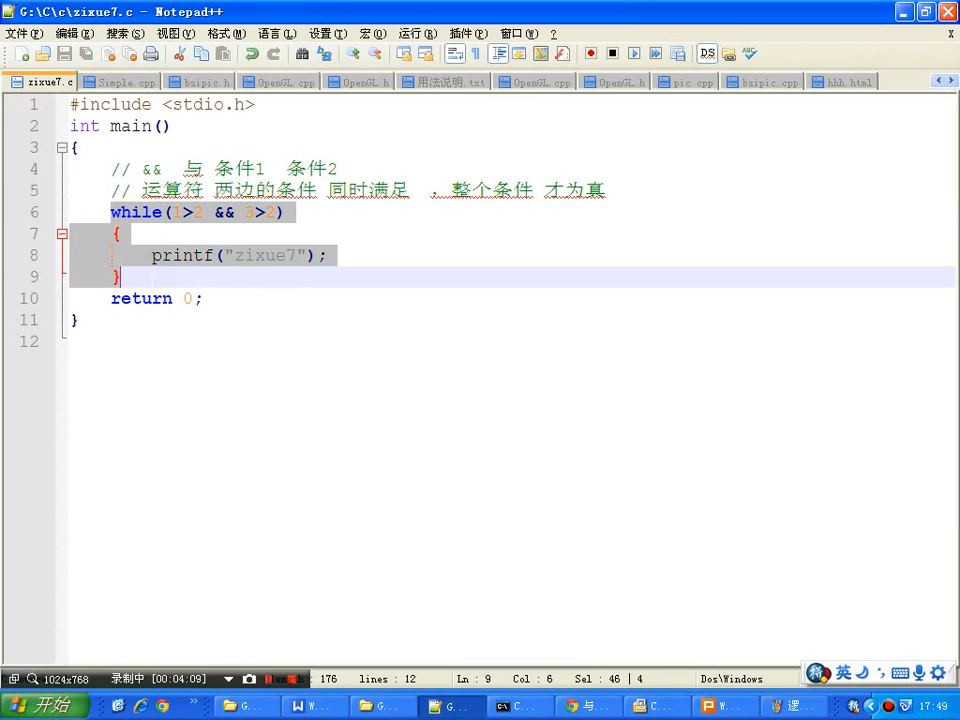 G:\C\c\zixue7.c - Notepad++
文件(F) 编辑(E) 搜索(S) 视图(V) 格式(M) 语言(L) 设置(T) 宏(O) 运行(R) 插件(P) 窗口(W) ? X
zixue7.c Simple.cpp bsipic.h OpenGL.cpp OpenGL.h 用法说明.txt OpenGL.cpp OpenGL.h pic.cpp bsipic.cpp hhh.html
1 #include <stdio.h>
2 int main()
3 {
4 // && 与 条件1 条件2
5 // 运算符 两边的条件 同时满足 ，整个条件 才为真
6 while(1>2 && 3>2)
7 {
8 printf("zixue7");
9 }
10 return 0;
11 }
12
1024x768 录制中 [00:04:09] : 176 lines : 12 Ln : 9 Col : 6 Sel : 46 | 4 Dos\Windows
英
开始 G... W... G... G... C... 与... C... W... 逻... 17:49